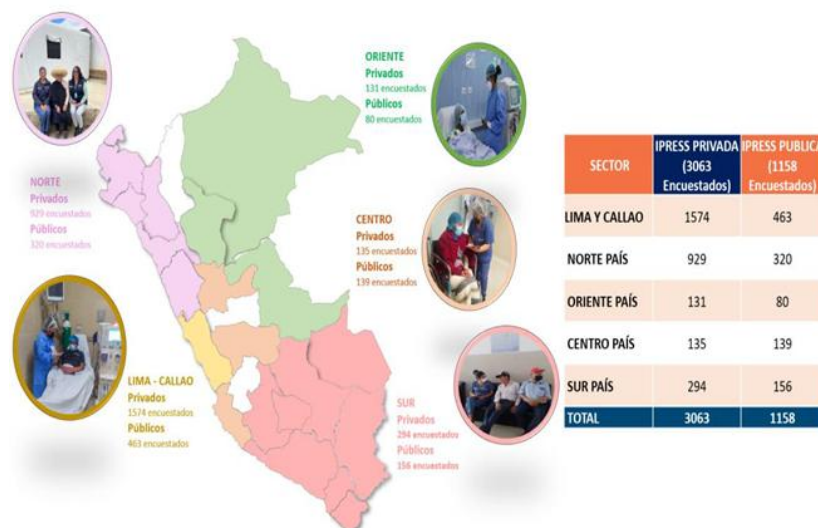 ORIENTE
Privados
131 encuestados
Públicos
80 encuestados
NORTE
Privados
929 encuestados
Públicos
320 encuestados
CENTRO
Privados
135 encuestados
Públicos
139 encuestados
LIMA - CALLAO
Privados
1574 encuestados
Públicos
463 encuestados
SUR
Privados
294 encuestados
Públicos
156 encuestados
SECTOR IPRESS PRIVADA (3063 Encuestados) IPRESS PUBLICA (1158 Encuestados)
LIMA Y CALLAO 1574 463
NORTE PAÍS 929 320
ORIENTE PAÍS 131 80
CENTRO PAÍS 135 139
SUR PAÍS 294 156
TOTAL 3063 1158